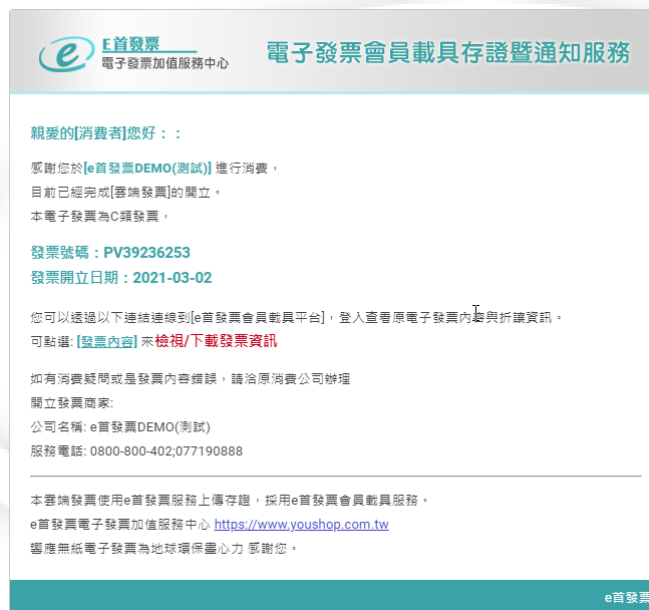 E首發票
電子發票加值服務中心
電子發票會員載具存證暨通知服務
親愛的[消費者]您好：：
感謝您於[e首發票DEMO(測試)] 進行消費，
目前已經完成[雲端發票]的開立。
本電子發票為C類發票，
發票號碼：PV39236253
發票開立日期：2021-03-02
您可以透過以下連結連線到[e首發票會員載具平台]，登入查看原電子發票內容與折讓資訊。
可點選: [發票內容] 來檢視/下載發票資訊
如有消費疑問或是發票內容錯誤，請洽原消費公司辦理
開立發票商家:
公司名稱: e首發票DEMO(測試)
服務電話: 0800-800-402;077190888
本雲端發票使用e首發票服務上傳存證，採用e首發票會員載具服務。
e首發票電子發票加值服務中心 https://www.youshop.com.tw
響應無紙電子發票為地球環保盡心力 感謝您。
e首發票